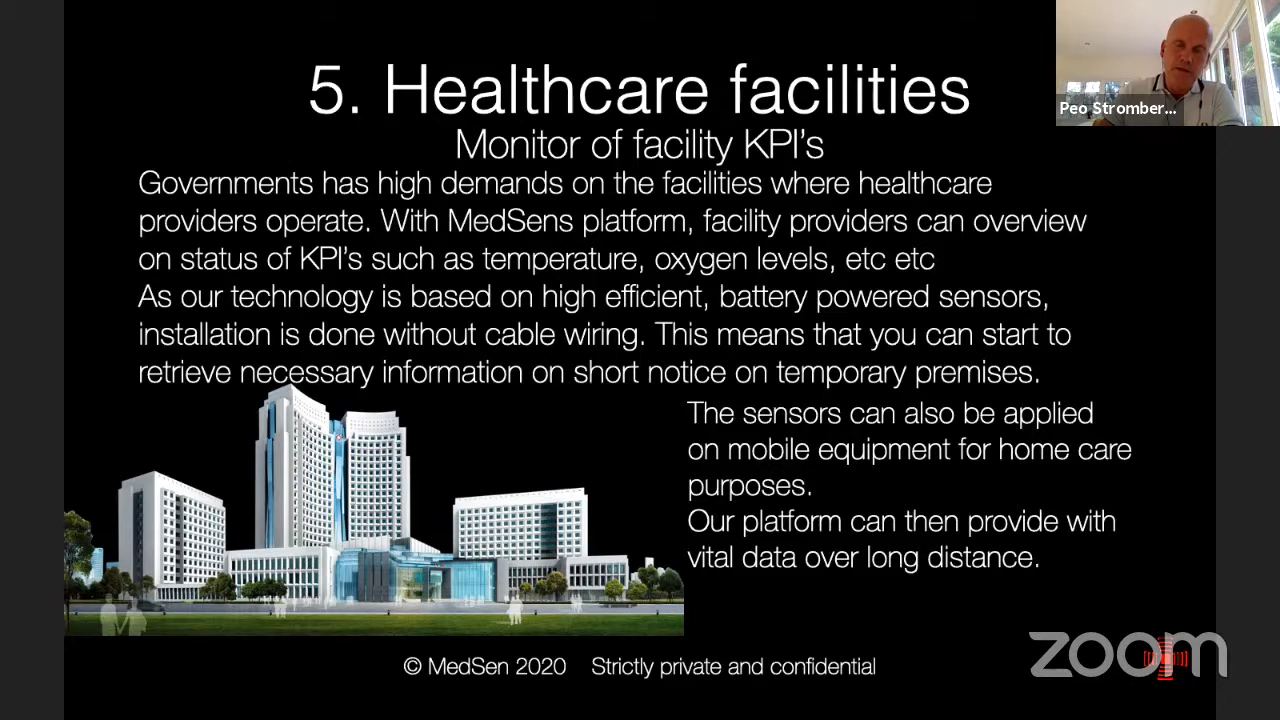 5. Healthcare facilities
Peo Stromber...
Monitor of facility KPI's
Governments has high demands on the facilities where healthcare
providers operate. With MedSens platform, facility providers can overview
on status of KPI's such as temperature, oxygen levels, etc etc
As our technology is based on high efficient, battery powered sensors,
installation is done without cable wiring. This means that you can start to
retrieve necessary information on short notice on temporary premises.
The sensors can also be applied
on mobile equipment for home care
purposes.
Our platform can then provide with
vital data over long distance.
© MedSen 2020 Strictly private and confidential
zoom